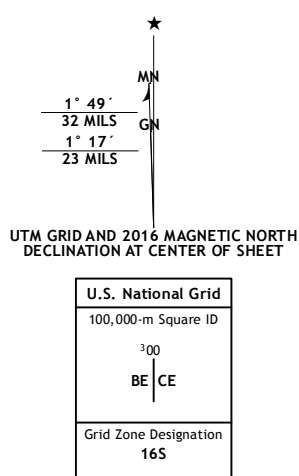 MN
1° 49´
32 MILS
GN
1° 17´
23 MILS
UTM GRID AND 2016 MAGNETIC NORTH
DECLINATION AT CENTER OF SHEET
U.S. National Grid
100,000-m Square ID
³00
BE CE
Grid Zone Designation
16S